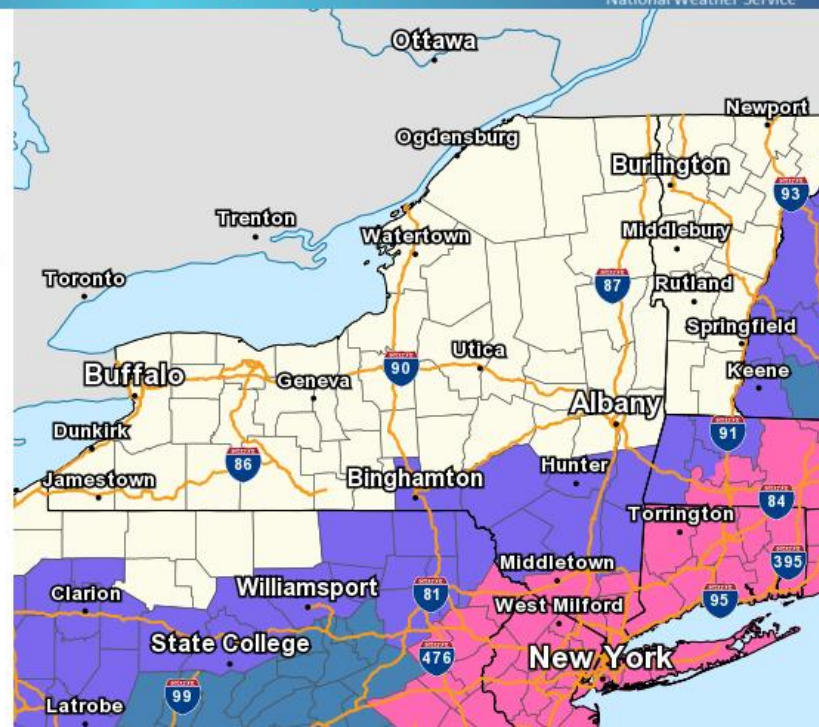 National Weather Service
Ottawa
Newport
Ogdensburg
Burlington
93
Trenton
Watertown
Middlebury
Toronto
87
Rutland
Springfield
Utica
90
Buffalo
Geneva
Keene
Albany
Dunkirk
91
86
Jamestown
Binghamton
Hunter
84
Torrington
Middletown
395
Clarion
Williamsport
81
West Milford
95
State College
476
New York
99
Latrobe